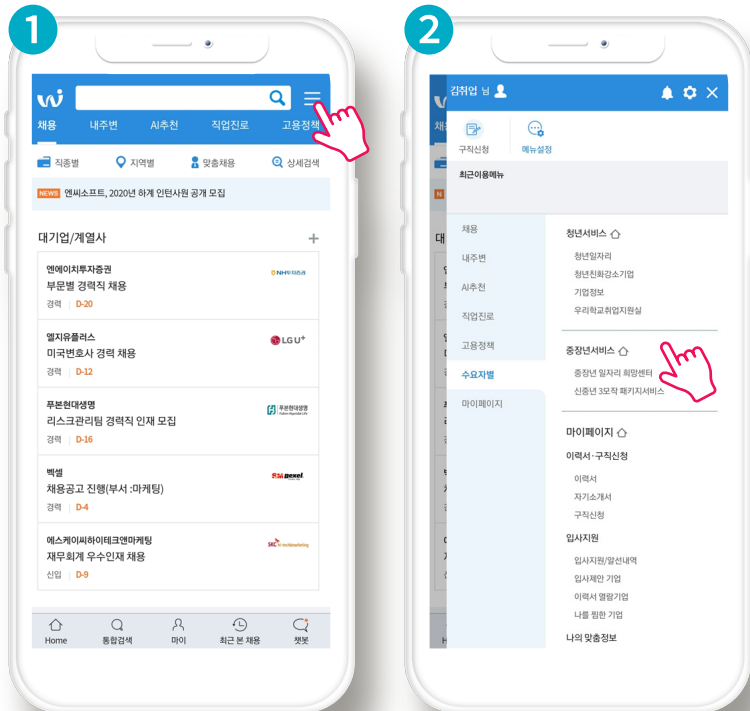 1
채용
내주변
AI추천
직업진로
고용정책
직종별
지역별
맞춤채용
상세검색
NEWS 엔씨소프트, 2020년 하계 인턴사원 공개 모집
대기업/계열사
엔에이치투자증권
NH투자증권
부문별 경력직 채용
경력 D-20
엘지유플러스
LG U+
미국변호사 경력 채용
경력 D-12
푸본현대생명
푸본현대생명
리스크관리팀 경력직 인재 모집
경력 D-16
벡셀
Bexel
채용공고 진행(부서 :마케팅)
경력 D-4
에스케이씨하이테크앤마케팅
SKC hi-tech&marketing
재무회계 우수인재 채용
신입 D-9
Home
통합검색
마이
최근 본 채용
챗봇
2
김취업 님
구직신청
메뉴설정
최근이용메뉴
채용
내주변
AI추천
직업진로
고용정책
수요자별
마이페이지
청년서비스
청년일자리
청년친화강소기업
기업정보
우리학교취업지원실
중장년서비스
중장년 일자리 희망센터
신중년 3모작 패키지서비스
마이페이지
이력서·구직신청
이력서
자기소개서
구직신청
입사지원
입사지원/알선내역
입사제안 기업
이력서 열람기업
나를 찜한 기업
나의 맞춤정보